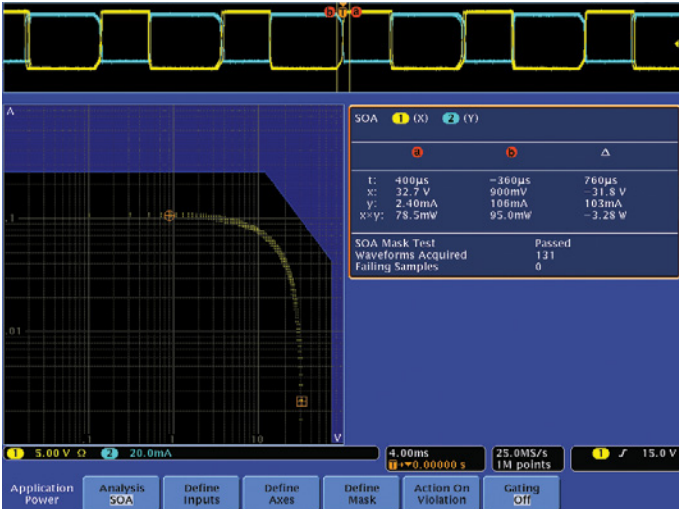 b T a
A
SOA 1 (X) 2 (Y)
a b Δ
t: 400µs −360µs 760µs
x: 32.7 V 900mV −31.8 V
y: 2.40mA 106mA 103mA
x×y: 78.5mW 95.0mW −3.28 W
SOA Mask Test Passed
Waveforms Acquired 131
Failing Samples 0
.1
.01
.1 1 10 V
1 5.00 V Ω 2 20.0mA
4.00ms
T→▼0.00000 s
25.0MS/s
1M points
1 ƒ 15.0 V
Application Power
Analysis SOA
Define Inputs
Define Axes
Define Mask
Action On Violation
Gating Off